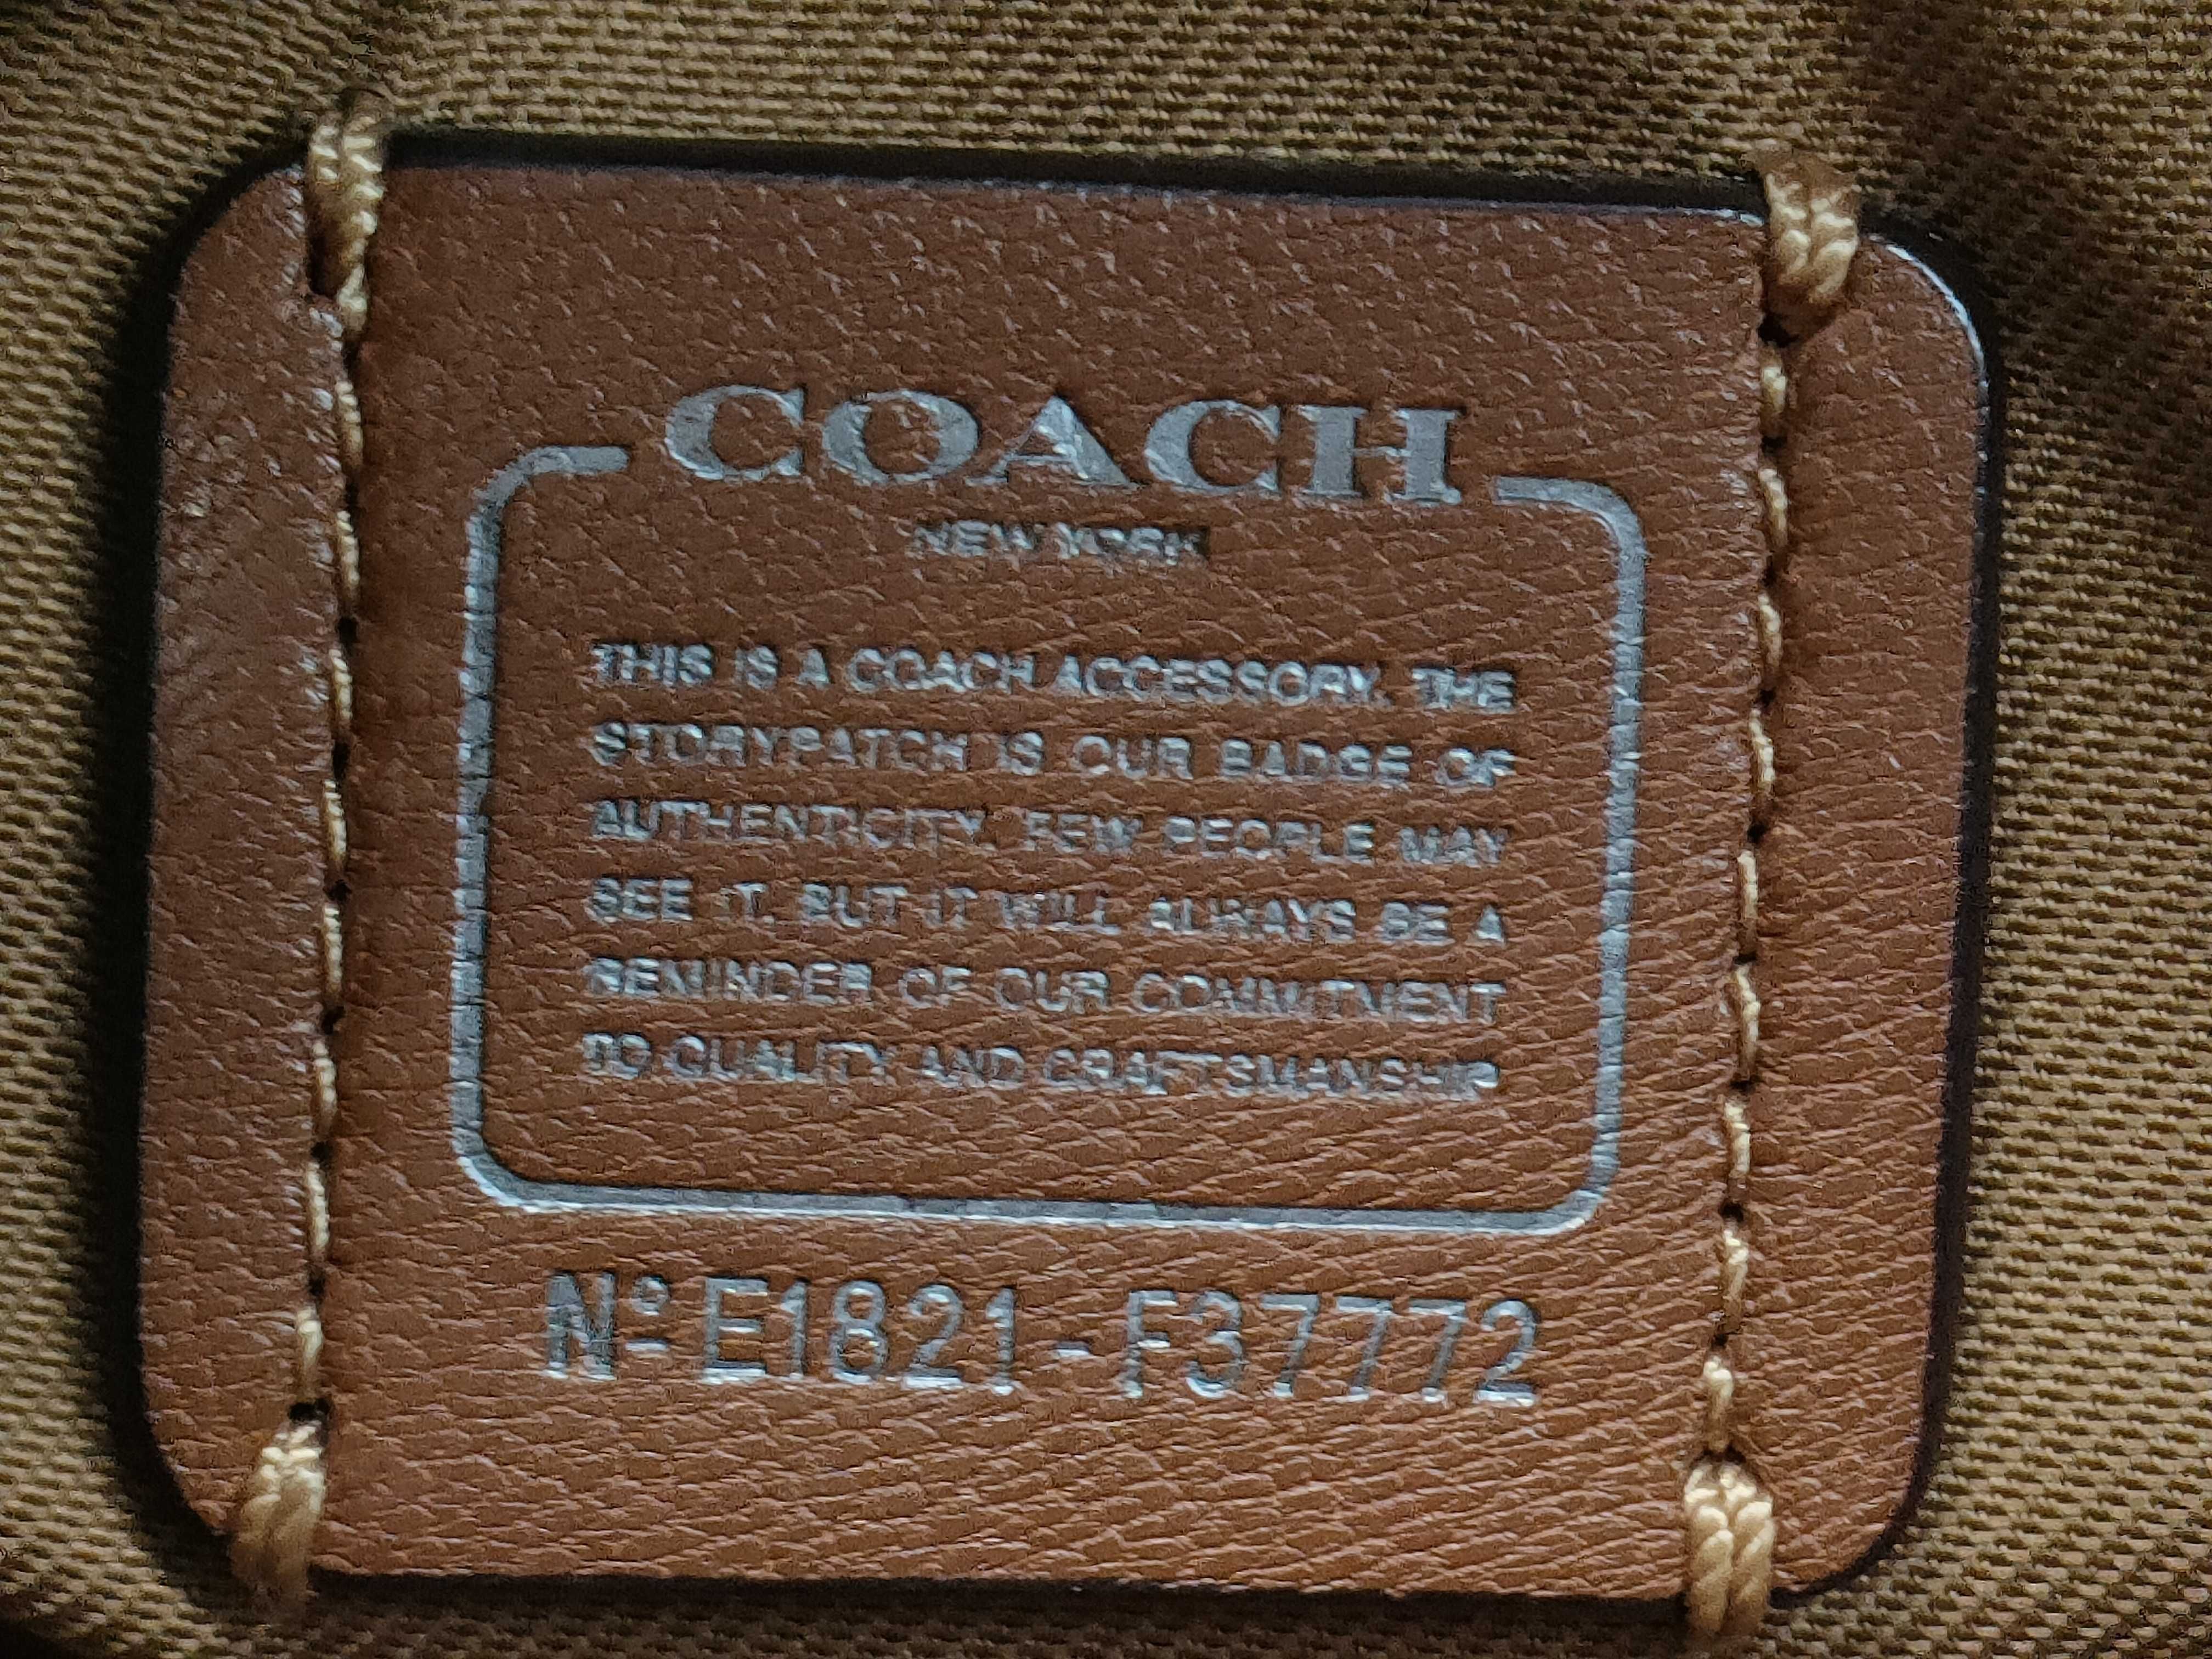 COACH
NEW YORK
THIS IS A COACH ACCESSORY. THE
STORYPATCH IS OUR BADGE OF
AUTHENTICITY. FEW PEOPLE MAY
SEE IT. BUT IT WILL ALWAYS BE A
REMINDER OF OUR COMMITMENT
TO QUALITY AND CRAFTSMANSHIP
Nº E1821-F37772